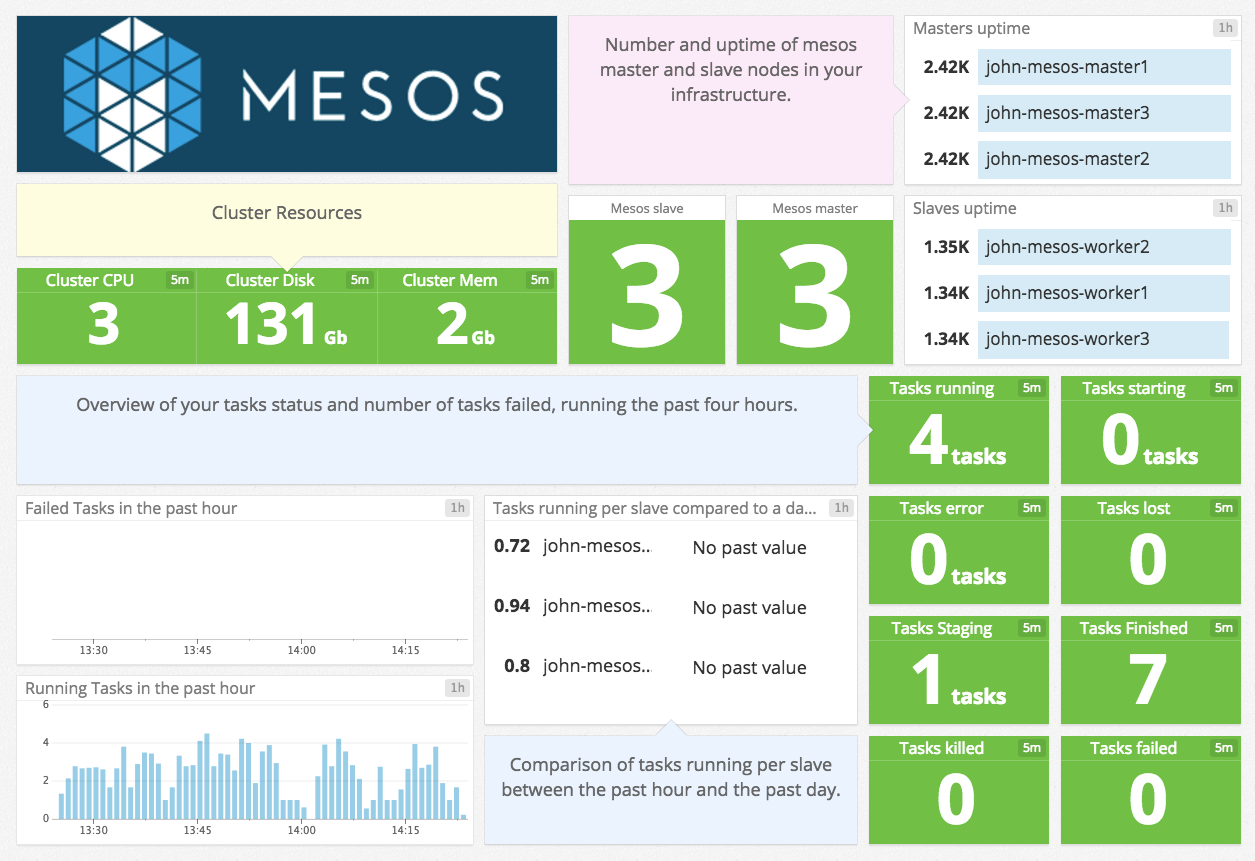 MESOS
Number and uptime of mesos
master and slave nodes in your
infrastructure.
Masters uptime 1h
2.42K john-mesos-master1
2.42K john-mesos-master3
2.42K john-mesos-master2
Cluster Resources
Cluster CPU 5m
3
Cluster Disk 5m
131 Gb
Cluster Mem 5m
2 Gb
Mesos slave
3
Mesos master
3
Slaves uptime 1h
1.35K john-mesos-worker2
1.34K john-mesos-worker1
1.34K john-mesos-worker3
Overview of your tasks status and number of tasks failed, running the past four hours.
Tasks running 5m
4 tasks
Tasks starting 5m
0 tasks
Failed Tasks in the past hour 1h
13:30 13:45 14:00 14:15
Tasks running per slave compared to a da... 1h
0.72 john-mesos... No past value
0.94 john-mesos... No past value
0.8 john-mesos... No past value
Tasks error 5m
0 tasks
Tasks lost 5m
0
Tasks Staging 5m
1 tasks
Tasks Finished 5m
7
Running Tasks in the past hour 1h
6
4
2
0
13:30 13:45 14:00 14:15
Comparison of tasks running per slave
between the past hour and the past day.
Tasks killed 5m
0
Tasks failed 5m
0